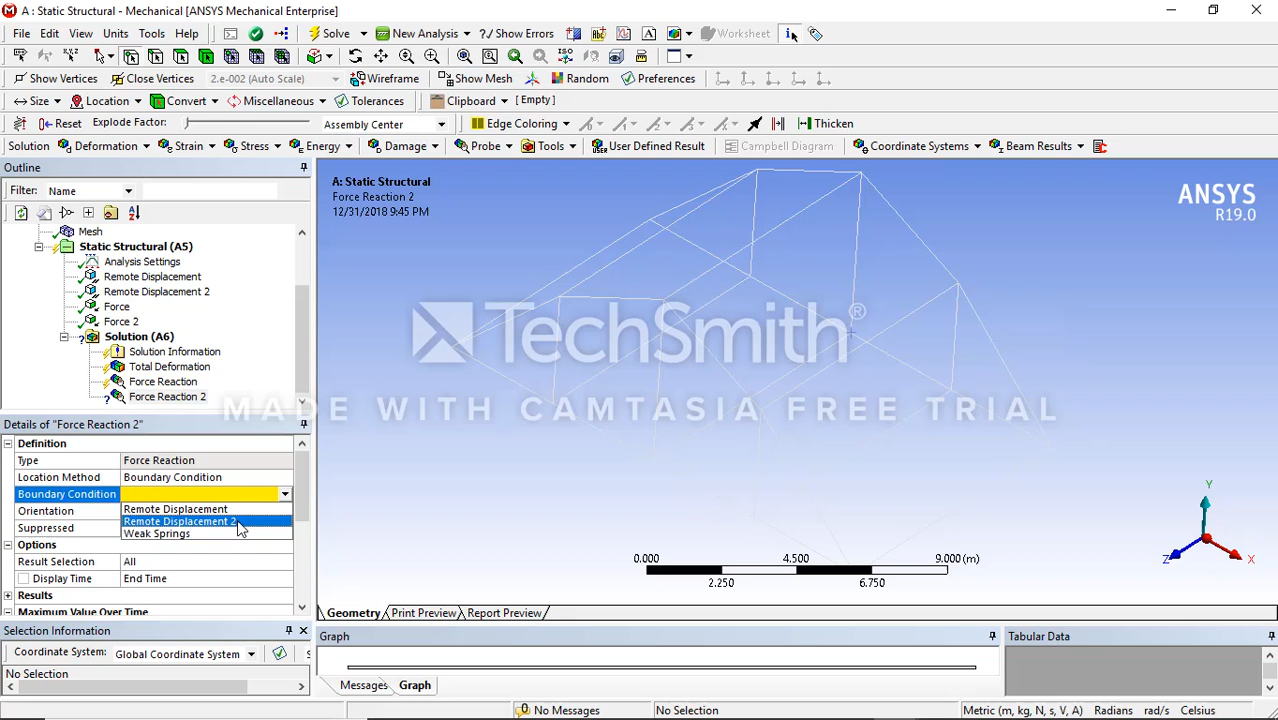 A : Static Structural - Mechanical [ANSYS Mechanical Enterprise]
File Edit View Units Tools Help Solve New Analysis Show Errors Worksheet
Show Vertices Close Vertices 2.e-002 (Auto Scale) Wireframe Show Mesh Random Preferences
Size Location Convert Miscellaneous Tolerances Clipboard [ Empty]
Reset Explode Factor: Assembly Center Edge Coloring Thicken
Solution Deformation Strain Stress Energy Damage Probe Tools User Defined Result Campbell Diagram Coordinate Systems Beam Results
Outline
Filter: Name
Mesh
Static Structural (A5)
Analysis Settings
Remote Displacement
Remote Displacement 2
Force
Force 2
Solution (A6)
Solution Information
Total Deformation
Force Reaction
Force Reaction 2
A: Static Structural
Force Reaction 2
12/31/2018 9:45 PM
ANSYS
R19.0
TechSmith®
MADE WITH CAMTASIA FREE TRIAL
Details of "Force Reaction 2"
Definition
Type Force Reaction
Location Method Boundary Condition
Boundary Condition
Orientation
Suppressed
Remote Displacement
Remote Displacement 2
Weak Springs
Options
Result Selection All
Display Time End Time
Results
Maximum Value Over Time
0.000 4.500 9.000 (m)
2.250 6.750
Y
X
Z
Geometry Print Preview Report Preview
Selection Information
Coordinate System: Global Coordinate System
No Selection
Graph
Tabular Data
Messages Graph
No Messages No Selection Metric (m, kg, N, s, V, A) Radians rad/s Celsius